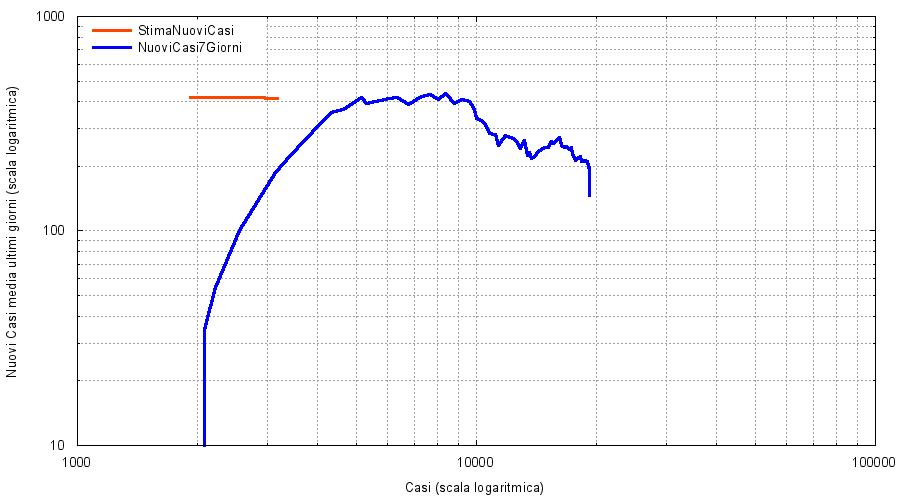 1000
StimaNuoviCasi
NuoviCasi7Giorni
100
10
Nuovi Casi media ultimi giorni (scala logaritmica)
1000
10000
100000
Casi (scala logaritmica)